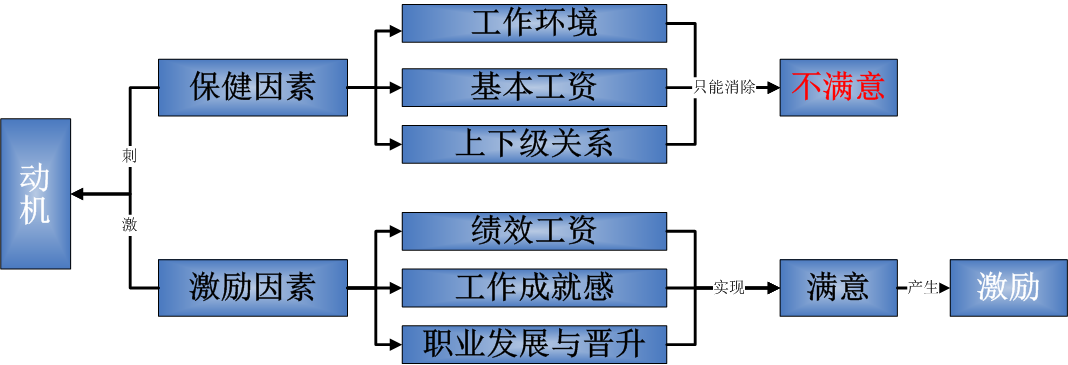 动机
刺
激
保健因素
工作环境
基本工资
上下级关系
只能消除
不满意
激励因素
绩效工资
工作成就感
职业发展与晋升
实现
满意
产生
激励